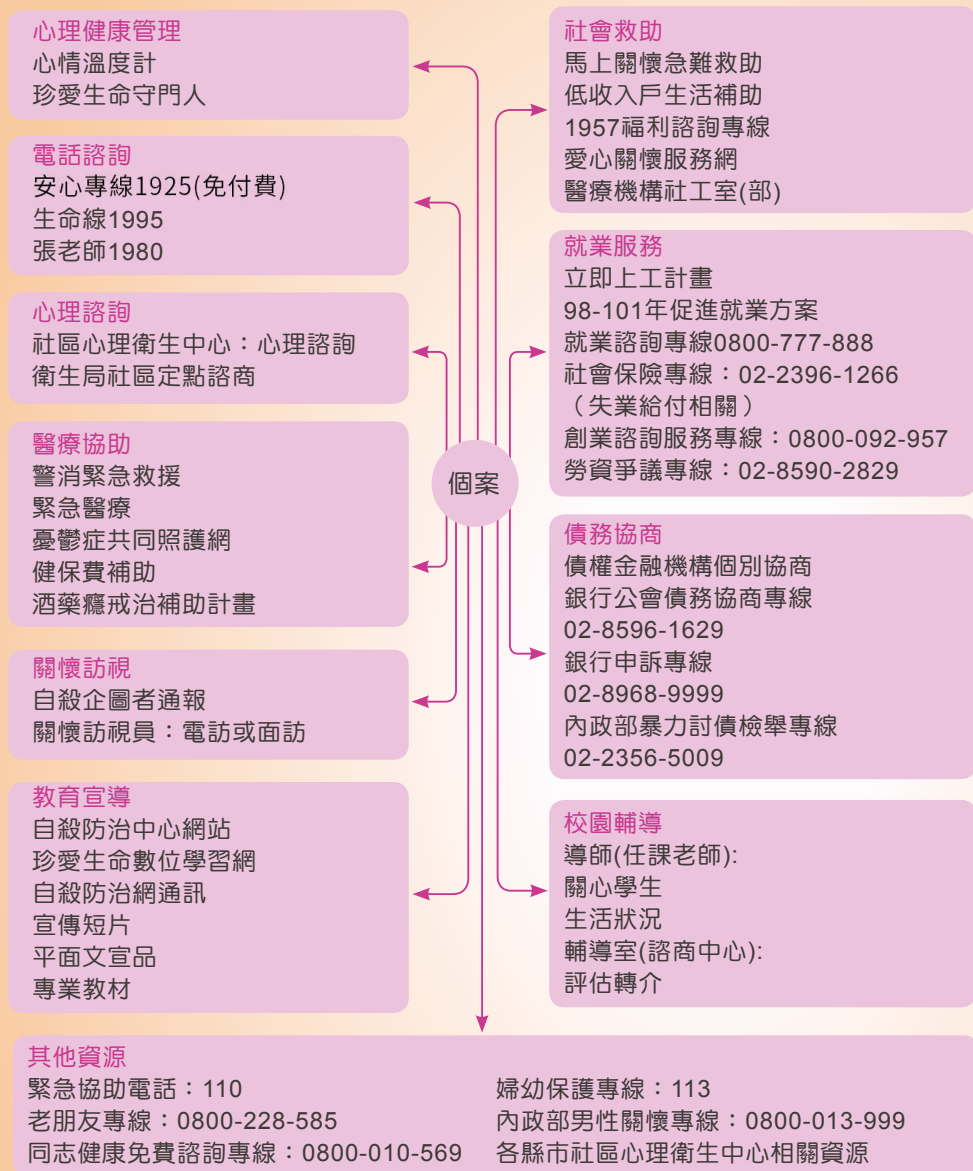 心理健康管理
心情溫度計
珍愛生命守門人
電話諮詢
安心專線1925(免付費)
生命線1995
張老師1980
心理諮詢
社區心理衛生中心：心理諮詢
衛生局社區定點諮商
醫療協助
警消緊急救援
緊急醫療
憂鬱症共同照護網
健保費補助
酒藥癮戒治補助計畫
關懷訪視
自殺企圖者通報
關懷訪視員：電訪或面訪
教育宣導
自殺防治中心網站
珍愛生命數位學習網
自殺防治網通訊
宣傳短片
平面文宣品
專業教材
個案
社會救助
馬上關懷急難救助
低收入戶生活補助
1957福利諮詢專線
愛心關懷服務網
醫療機構社工室(部)
就業服務
立即上工計畫
98-101年促進就業方案
就業諮詢專線0800-777-888
社會保險專線：02-2396-1266
（失業給付相關）
創業諮詢服務專線：0800-092-957
勞資爭議專線：02-8590-2829
債務協商
債權金融機構個別協商
銀行公會債務協商專線
02-8596-1629
銀行申訴專線
02-8968-9999
內政部暴力討債檢舉專線
02-2356-5009
校園輔導
導師(任課老師):
關心學生
生活狀況
輔導室(諮商中心):
評估轉介
其他資源
緊急協助電話：110
老朋友專線：0800-228-585
同志健康免費諮詢專線：0800-010-569
婦幼保護專線：113
內政部男性關懷專線：0800-013-999
各縣市社區心理衛生中心相關資源